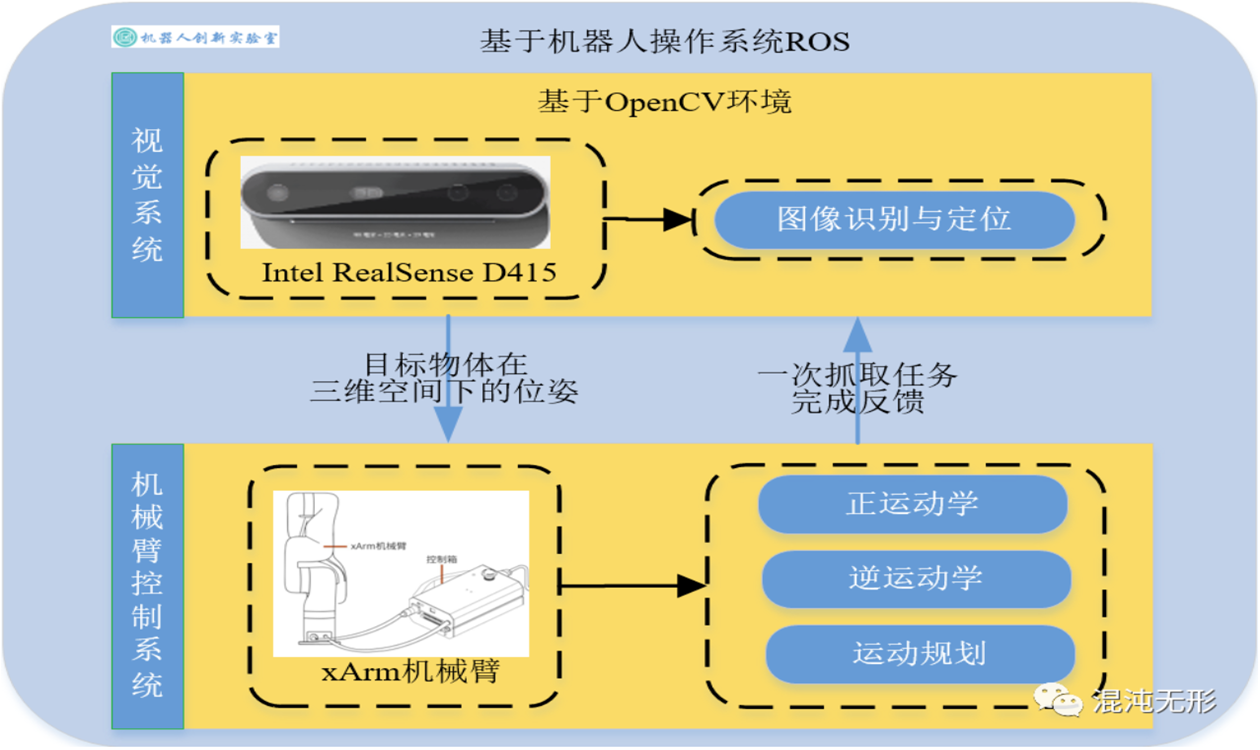 机器人创新实验室
基于机器人操作系统ROS
视觉系统
基于OpenCV环境
Intel RealSense D415
图像识别与定位
目标物体在
三维空间下的位姿
一次抓取任务
完成反馈
机械臂控制系统
xArm机械臂
控制箱
xArm机械臂
正运动学
逆运动学
运动规划
混沌无形